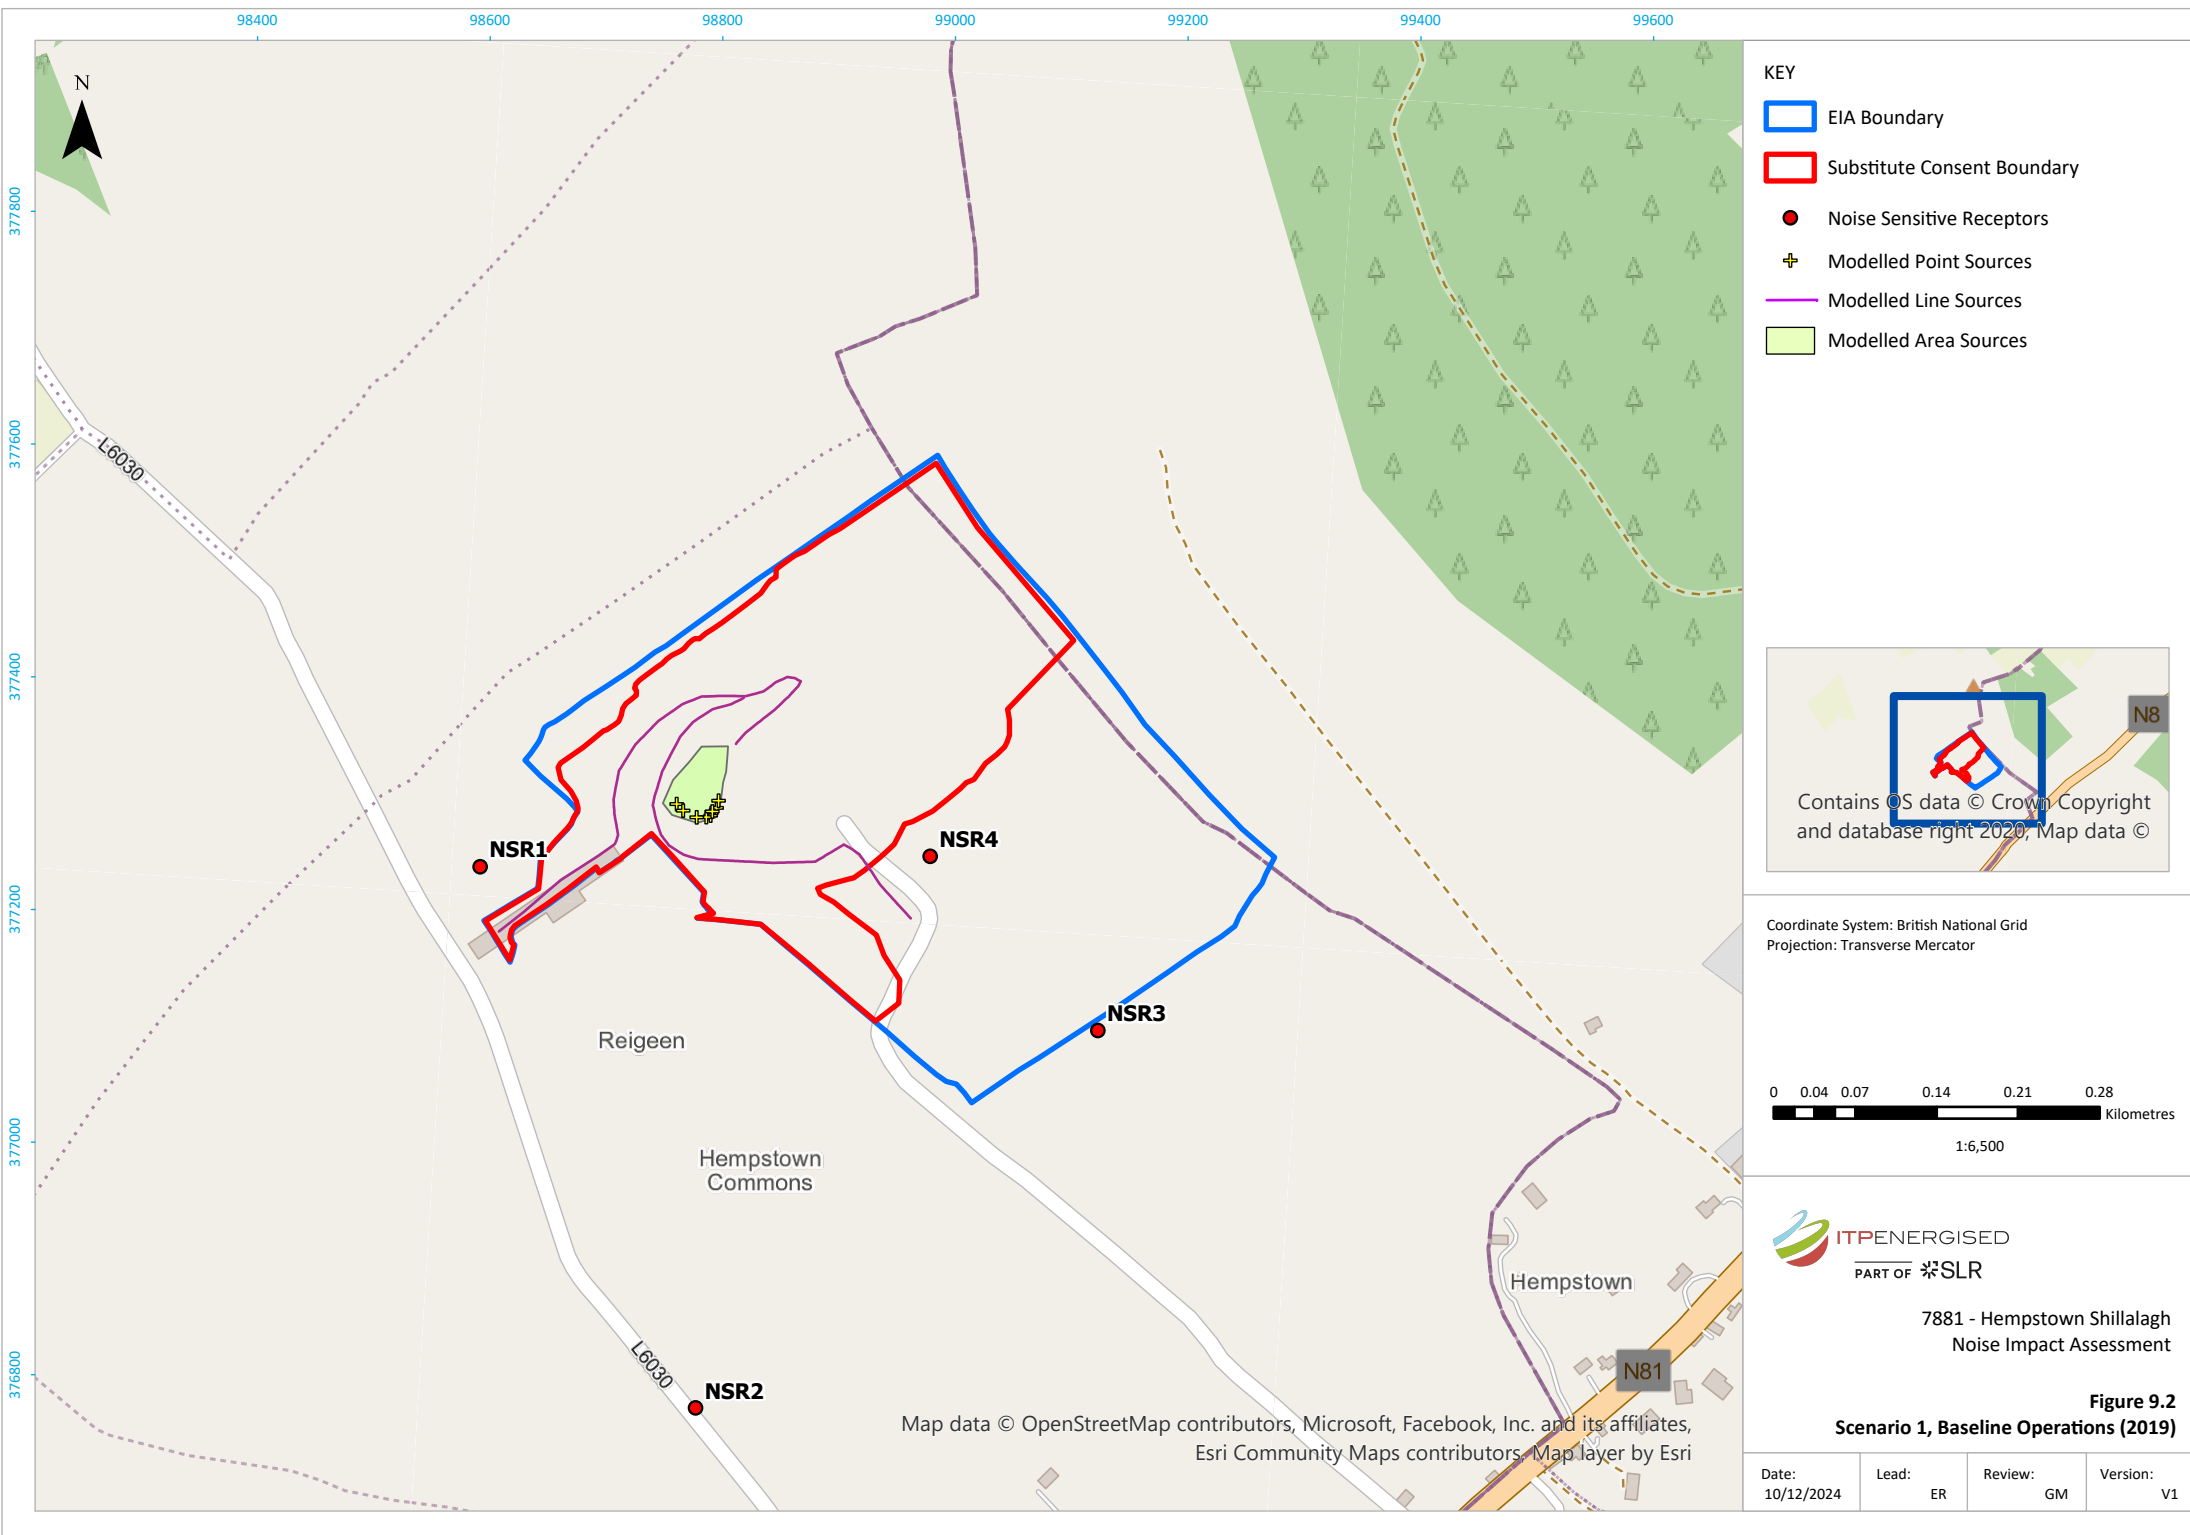 98400 98600 98800 99000 99200 99400 99600
377800
377600
377400
377200
377000
376800
N
L6030
NSR1
NSR4
NSR3
Reigeen
Hempstown
Commons
Hempstown
L6030
NSR2
N81
Map data © OpenStreetMap contributors, Microsoft, Facebook, Inc. and its affiliates,
Esri Community Maps contributors, Map layer by Esri
KEY
EIA Boundary
Substitute Consent Boundary
Noise Sensitive Receptors
Modelled Point Sources
Modelled Line Sources
Modelled Area Sources
N8
Contains OS data © Crown Copyright
and database right 2020, Map data ©
Coordinate System: British National Grid
Projection: Transverse Mercator
0 0.04 0.07 0.14 0.21 0.28
Kilometres
1:6,500
ITPENERGISED
PART OF SLR
7881 - Hempstown Shillalagh
Noise Impact Assessment
Figure 9.2
Scenario 1, Baseline Operations (2019)
Date: Lead: Review: Version:
10/12/2024 ER GM V1